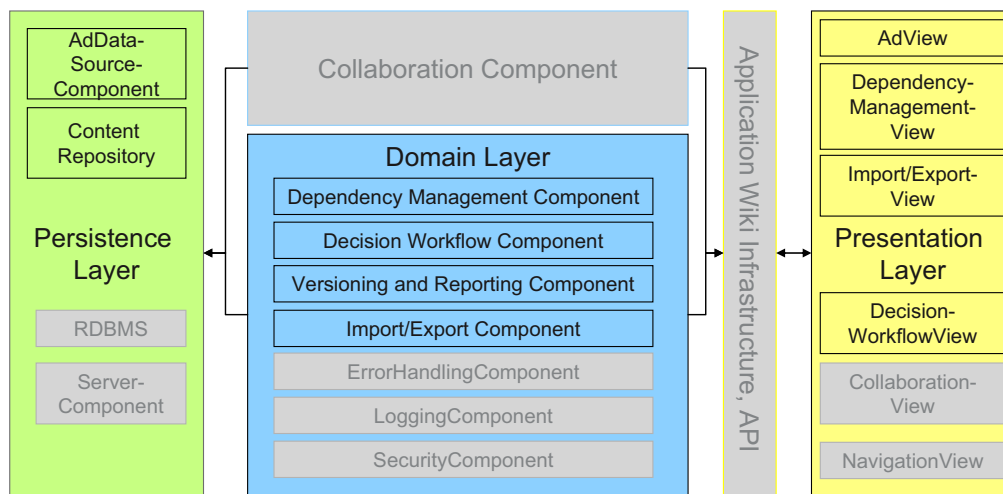 AdData-
Source-
Component
Content
Repository
Persistence
Layer
RDBMS
Server-
Component
Collaboration Component
Domain Layer
Dependency Management Component
Decision Workflow Component
Versioning and Reporting Component
Import/Export Component
ErrorHandlingComponent
LoggingComponent
SecurityComponent
Application Wiki Infrastructure, API
AdView
Dependency-
Management-
View
Import/Export-
View
Presentation
Layer
Decision-
WorkflowView
Collaboration-
View
NavigationView